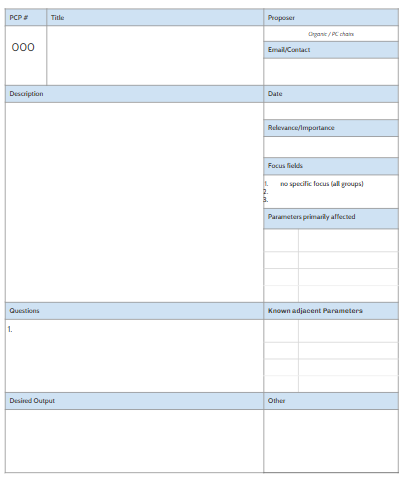 PCP # Title Proposer
000
Organic / PC chairs
Email/Contact
Description Date
Relevance/Importance
Focus fields
1. no specific focus (all groups)
2.
3.
Parameters primarily affected
Questions Known adjacent Parameters
1.
Desired Output Other